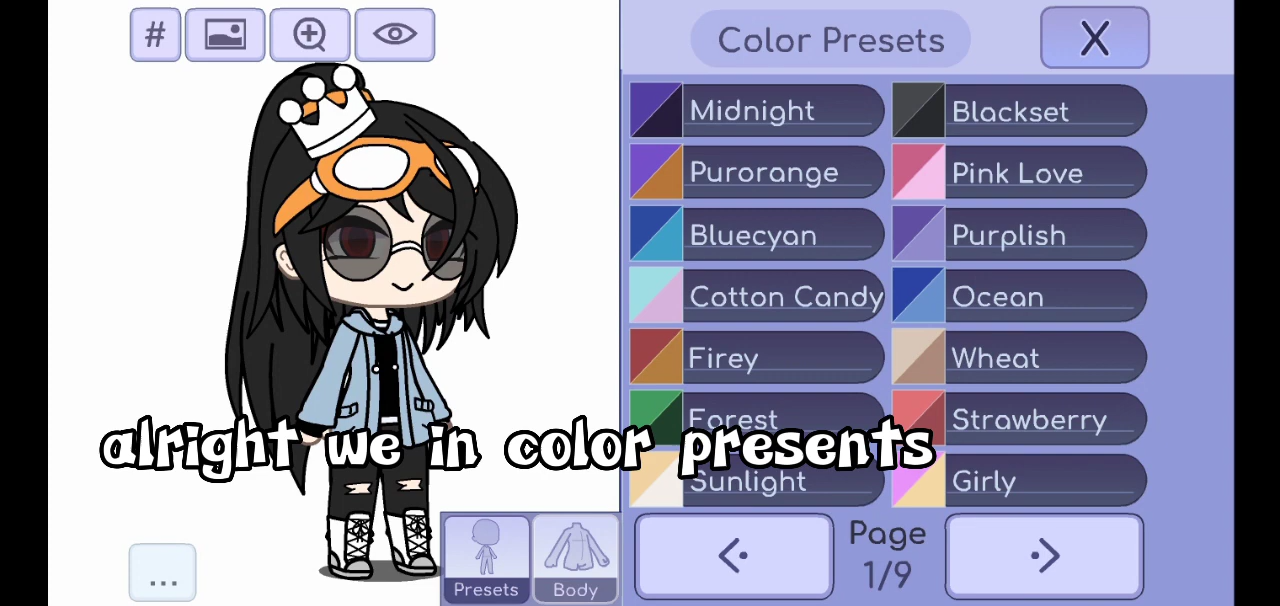 #
Color Presets
X
Midnight
Blackset
Purorange
Pink Love
Bluecyan
Purplish
Cotton Candy
Ocean
Firey
Wheat
Forest
Strawberry
alright we in color presents
Sunlight
Girly
Page
1/9
...
Presets
Body